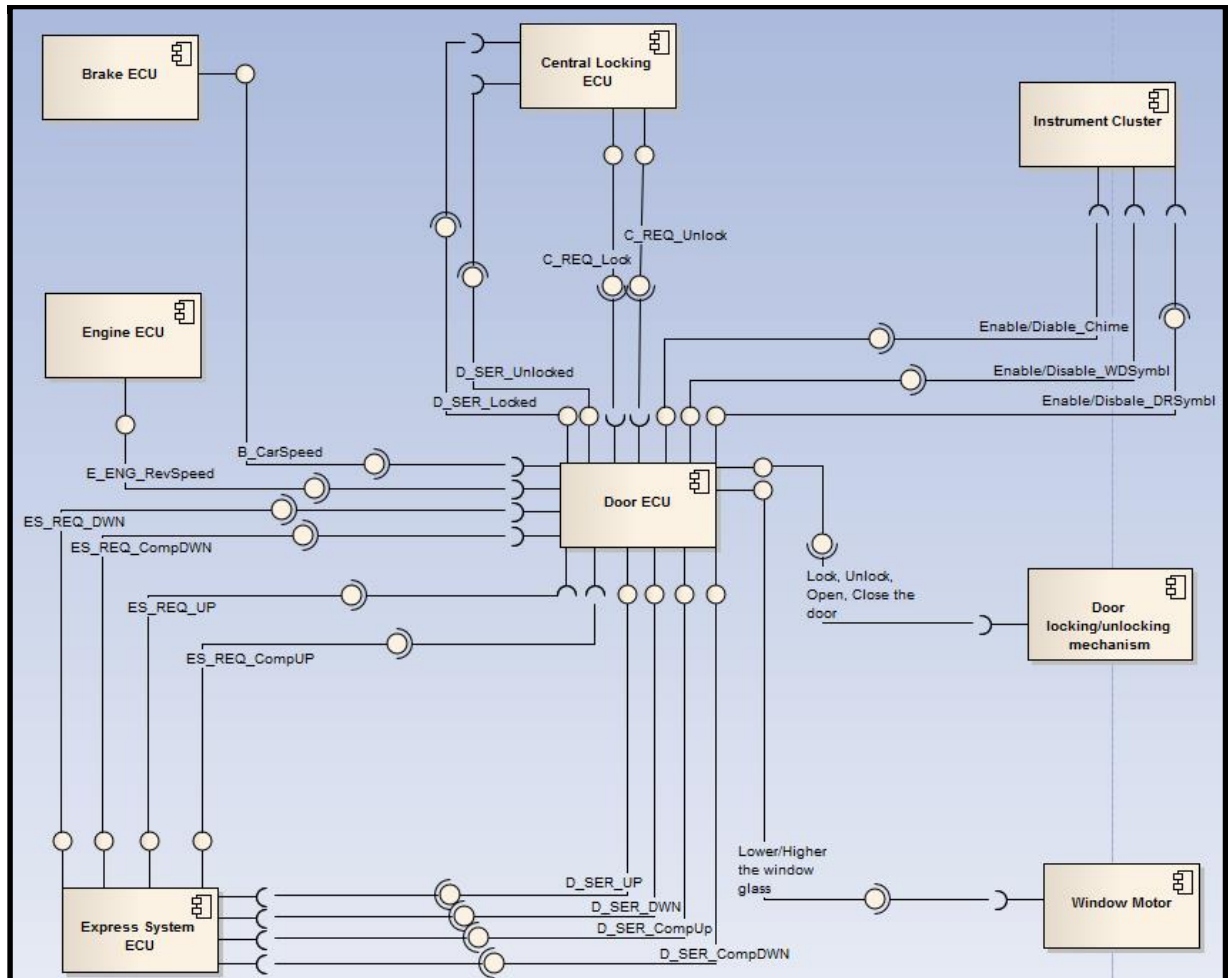 Brake ECU
Central Locking
ECU
Instrument Cluster
C_REQ_Unlock
C_REQ_Lock
Engine ECU
Enable/Diable_Chime
D_SER_Unlocked
Enable/Disable_WDSymbl
D_SER_Locked
Enable/Disbale_DRSymbl
B_CarSpeed
E_ENG_RevSpeed
Door ECU
ES_REQ_DWN
ES_REQ_CompDWN
Lock, Unlock,
Open, Close the
door
ES_REQ_UP
Door
locking/unlocking
mechanism
ES_REQ_CompUP
Lower/Higher
the window
glass
D_SER_UP
D_SER_DWN
Window Motor
Express System
ECU
D_SER_CompUp
D_SER_CompDWN